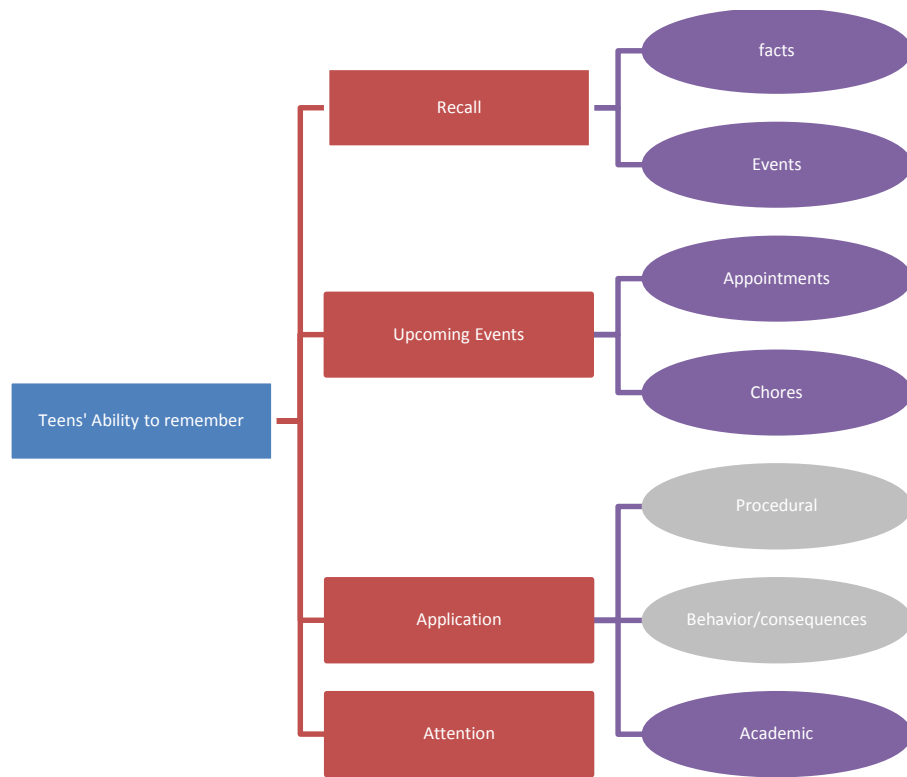 Teens' Ability to remember
Recall
facts
Events
Upcoming Events
Appointments
Chores
Application
Procedural
Behavior/consequences
Academic
Attention